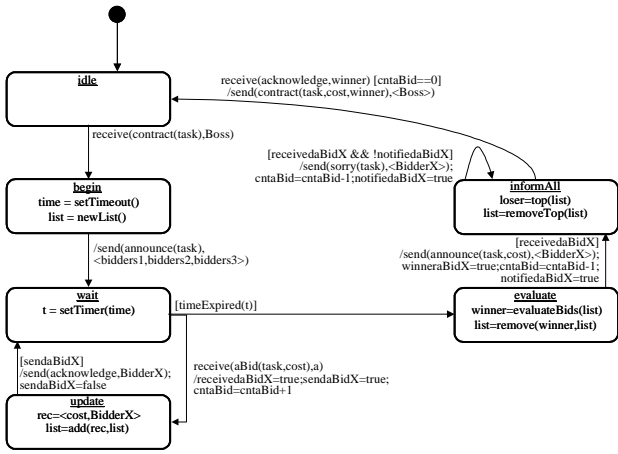 idle
receive(acknowledge,winner) [cntaBid==0]
/send(contract(task,cost,winner),<Boss>)
receive(contract(task),Boss)
[receivedaBidX && !notifiedaBidX]
/send(sorry(task),<BidderX>);
cntaBid=cntaBid-1;notifiedaBidX=true
begin
time = setTimeout()
list = newList()
informAll
loser=top(list)
list=removeTop(list)
/send(announce(task),
<bidders1,bidders2,bidders3>)
[receivedaBidX]
/send(announce(task,cost),<BidderX>);
winneraBidX=true;cntaBid=cntaBid-1;
notifiedaBidX=true
wait
t = setTimer(time)
[timeExpired(t)]
evaluate
winner=evaluateBids(list)
list=remove(winner,list)
[sendaBidX]
/send(acknowledge,BidderX);
sendaBidX=false
receive(aBid(task,cost),a)
/receivedaBidX=true;sendaBidX=true;
cntaBid=cntaBid+1
update
rec=<cost,BidderX>
list=add(rec,list)